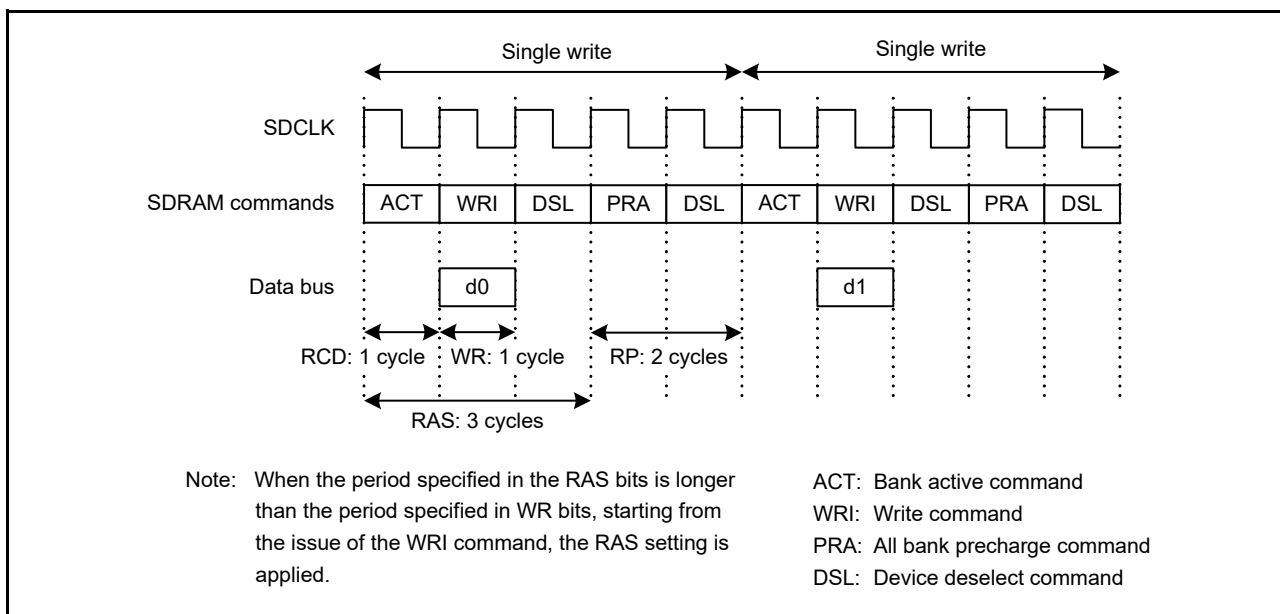 Single write Single write
SDCLK
SDRAM commands ACT WRI DSL PRA DSL ACT WRI DSL PRA DSL
Data bus d0 d1
RCD: 1 cycle WR: 1 cycle RP: 2 cycles
RAS: 3 cycles
Note: When the period specified in the RAS bits is longer
than the period specified in WR bits, starting from
the issue of the WRI command, the RAS setting is
applied.
ACT: Bank active command
WRI: Write command
PRA: All bank precharge command
DSL: Device deselect command